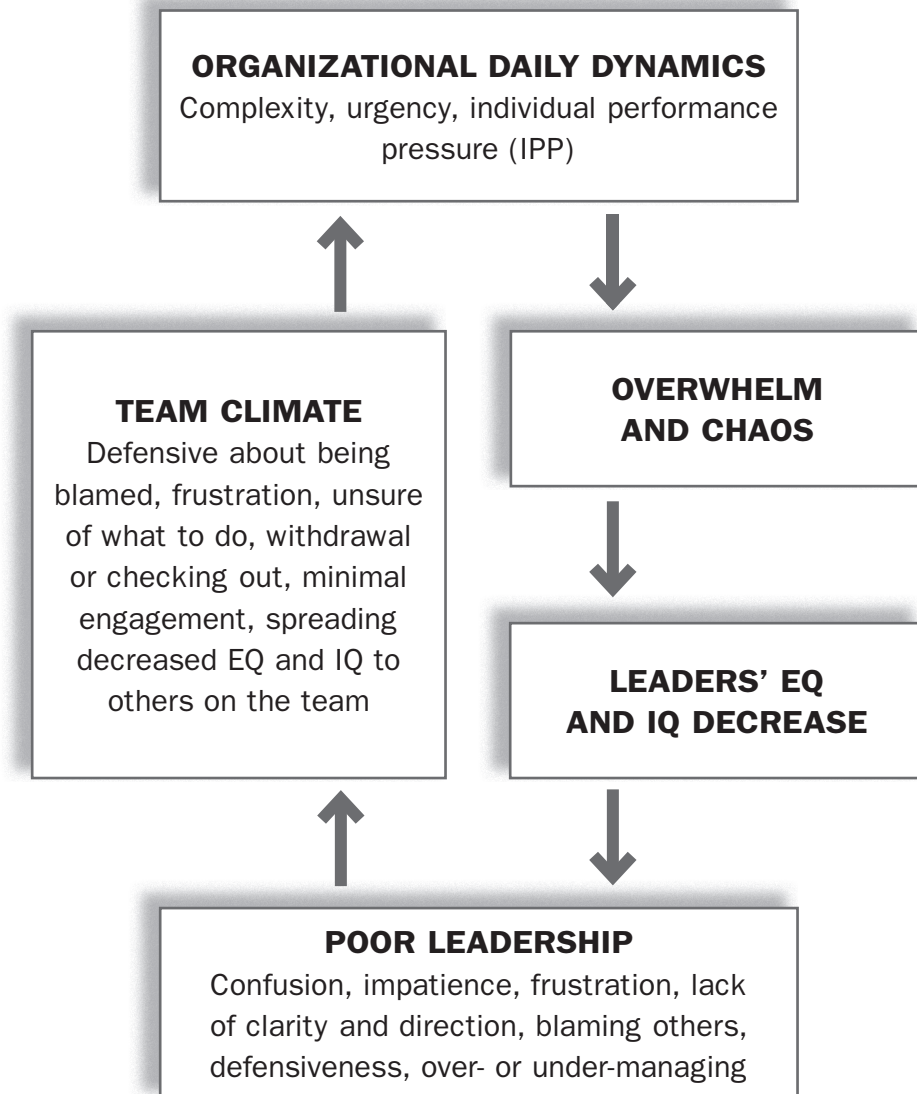 ORGANIZATIONAL DAILY DYNAMICS
Complexity, urgency, individual performance
pressure (IPP)
TEAM CLIMATE
Defensive about being
blamed, frustration, unsure
of what to do, withdrawal
or checking out, minimal
engagement, spreading
decreased EQ and IQ to
others on the team
OVERWHELM
AND CHAOS
LEADERS’ EQ
AND IQ DECREASE
POOR LEADERSHIP
Confusion, impatience, frustration, lack
of clarity and direction, blaming others,
defensiveness, over- or under-managing